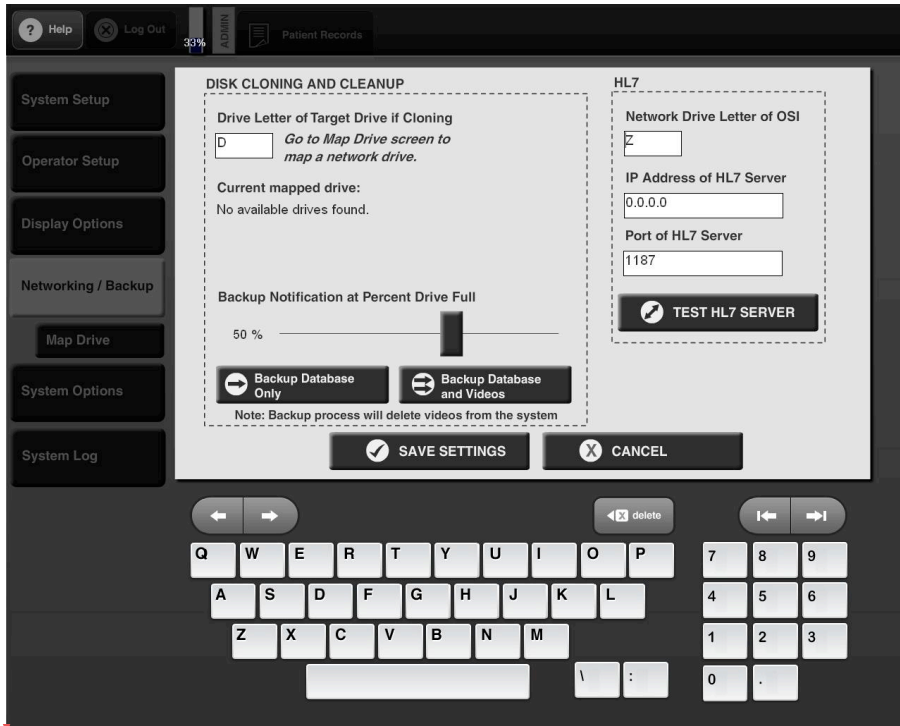 ? Help
Log Out
33%
ADMIN
Patient Records
System Setup
Operator Setup
Display Options
Networking / Backup
Map Drive
System Options
System Log
DISK CLONING AND CLEANUP
Drive Letter of Target Drive if Cloning
D
Go to Map Drive screen to
map a network drive.
Current mapped drive:
No available drives found.
Backup Notification at Percent Drive Full
50 %
Backup Database
Only
Backup Database
and Videos
Note: Backup process will delete videos from the system
HL7
Network Drive Letter of OSI
Z
IP Address of HL7 Server
0.0.0.0
Port of HL7 Server
1187
TEST HL7 SERVER
SAVE SETTINGS
X CANCEL
X delete
Q W E R T Y U I O P
A S D F G H J K L
Z X C V B N M
\ :
7 8 9
4 5 6
1 2 3
0 .